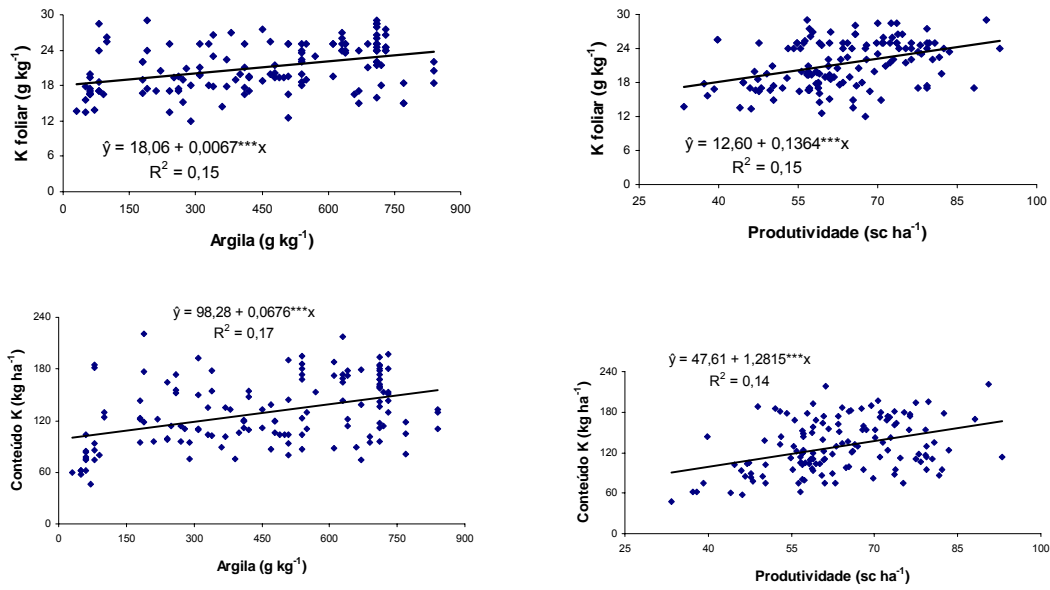 30
24
18
12
6
0
K foliar (g kg⁻¹)
ŷ = 18,06 + 0,0067***x
R² = 0,15
0 150 300 450 600 750 900
Argila (g kg⁻¹)
30
24
18
12
6
0
K foliar (g kg⁻¹)
ŷ = 12,60 + 0,1364***x
R² = 0,15
25 40 55 70 85 100
Produtividade (sc ha⁻¹)
240
180
120
60
0
Conteúdo K (kg ha⁻¹)
ŷ = 98,28 + 0,0676***x
R² = 0,17
0 150 300 450 600 750 900
Argila (g kg⁻¹)
240
180
120
60
0
Conteúdo K (kg ha⁻¹)
ŷ = 47,61 + 1,2815***x
R² = 0,14
25 40 55 70 85 100
Produtividade (sc ha⁻¹)